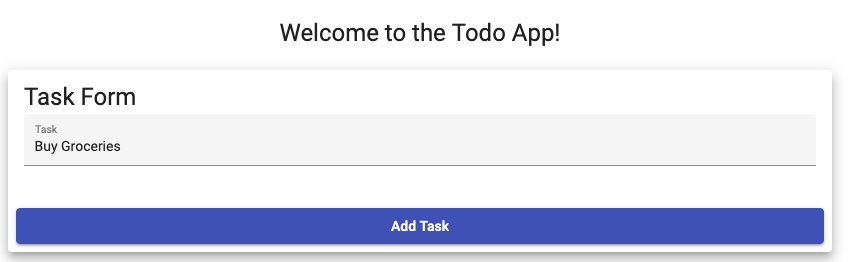 Welcome to the Todo App!
Task Form
Task
Buy Groceries
Add Task